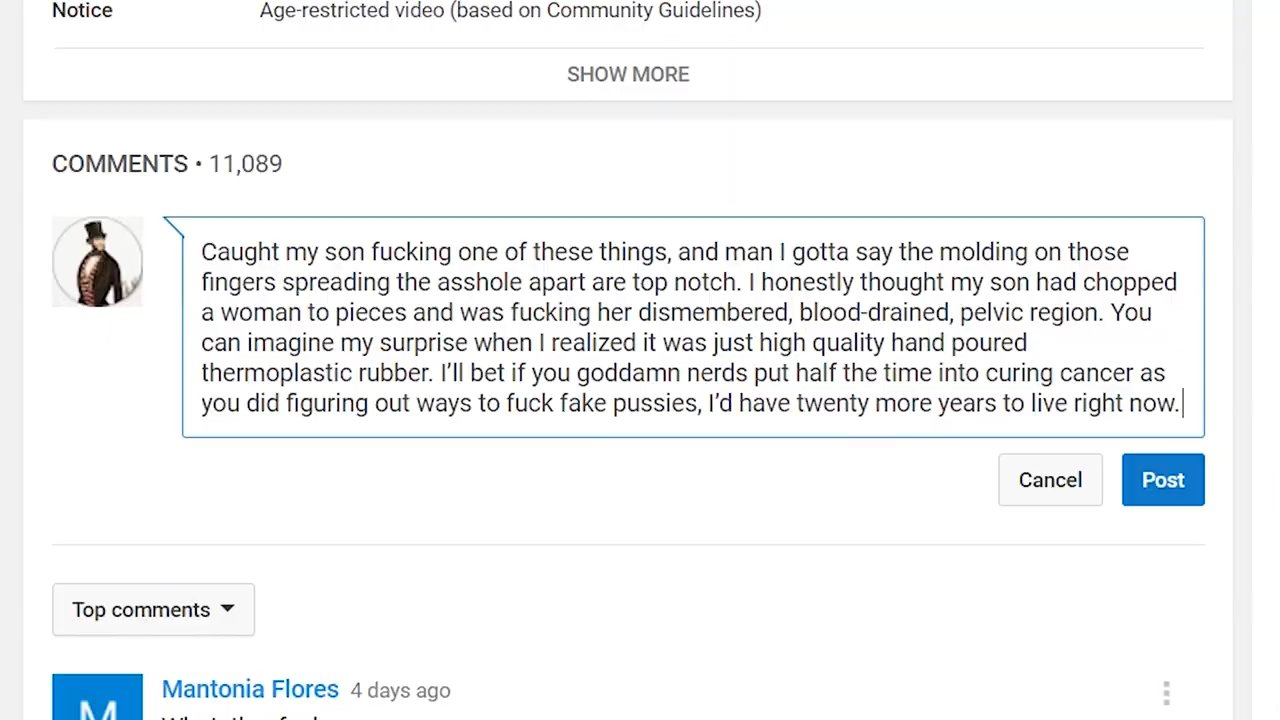 Notice Age-restricted video (based on Community Guidelines)
SHOW MORE
COMMENTS • 11,089
Caught my son fucking one of these things, and man I gotta say the molding on those
fingers spreading the asshole apart are top notch. I honestly thought my son had chopped
a woman to pieces and was fucking her dismembered, blood-drained, pelvic region. You
can imagine my surprise when I realized it was just high quality hand poured
thermoplastic rubber. I'll bet if you goddamn nerds put half the time into curing cancer as
you did figuring out ways to fuck fake pussies, I'd have twenty more years to live right now.
Cancel Post
Top comments
M Mantonia Flores 4 days ago